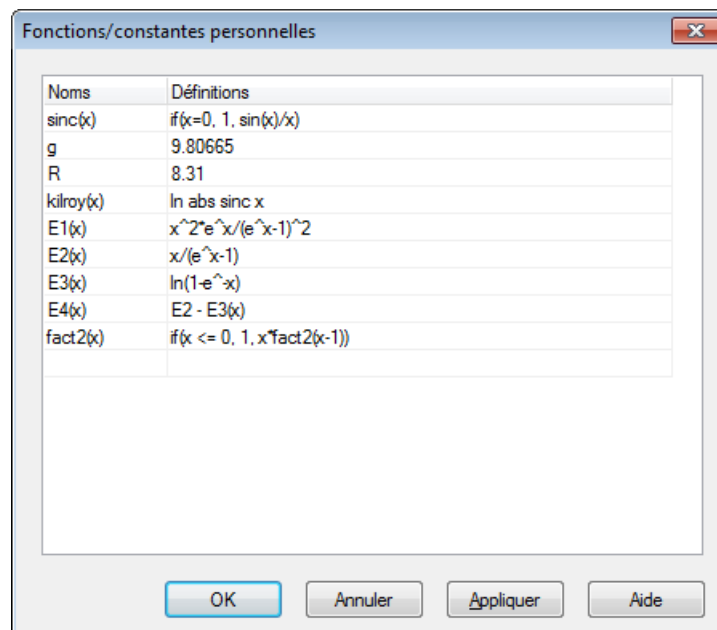 Fonctions/constantes personnelles
Noms Définitions
sinc(x) if(x=0, 1, sin(x)/x)
g 9.80665
R 8.31
kilroy(x) ln abs sinc x
E1(x) x^2*e^x/(e^x-1)^2
E2(x) x/(e^x-1)
E3(x) ln(1-e^-x)
E4(x) E2 - E3(x)
fact2(x) if(x <= 0, 1, x*fact2(x-1))
OK Annuler Appliquer Aide